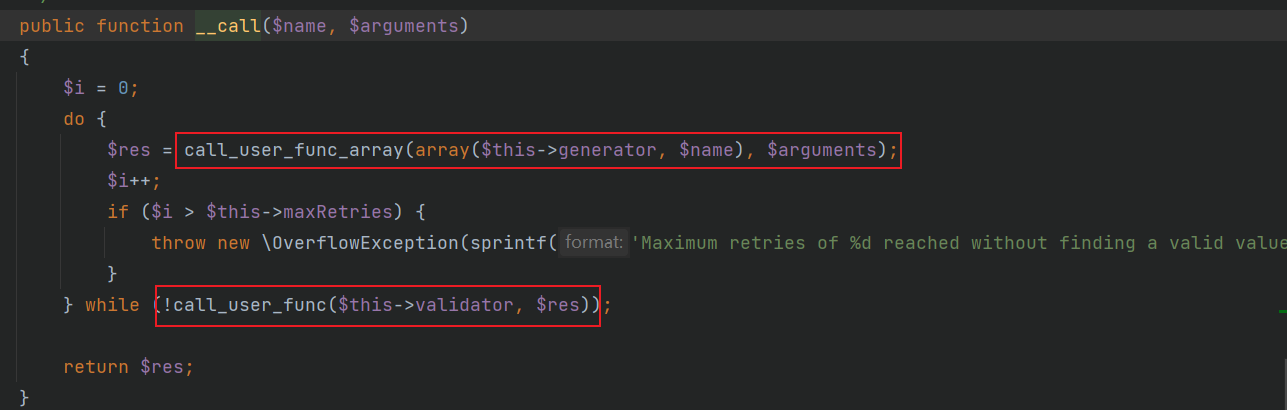 public function __call($name, $arguments)
{
$i = 0;
do {
$res = call_user_func_array(array($this->generator, $name), $arguments);
$i++;
if ($i > $this->maxRetries) {
throw new \OverflowException(sprintf( format: 'Maximum retries of %d reached without finding a valid value
}
} while (!call_user_func($this->validator, $res));
return $res;
}